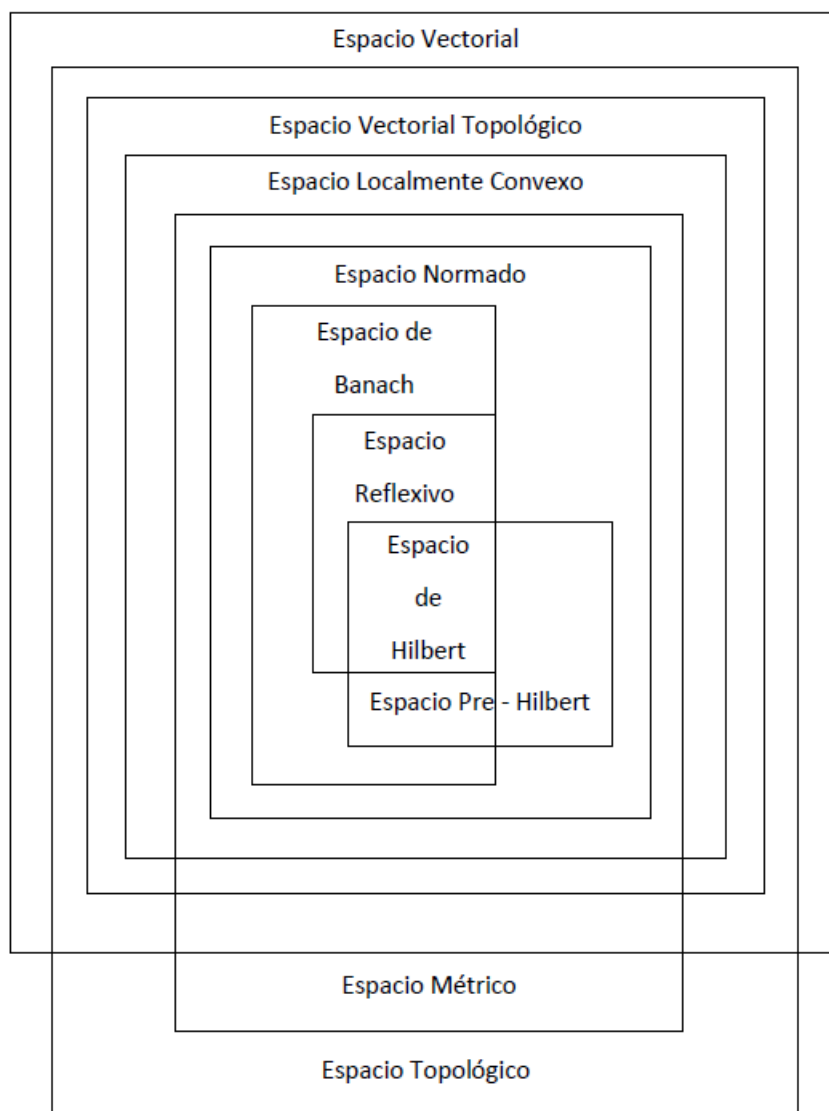 Espacio Vectorial
Espacio Vectorial Topológico
Espacio Localmente Convexo
Espacio Normado
Espacio de
Banach
Espacio
Reflexivo
Espacio
de
Hilbert
Espacio Pre - Hilbert
Espacio Métrico
Espacio Topológico